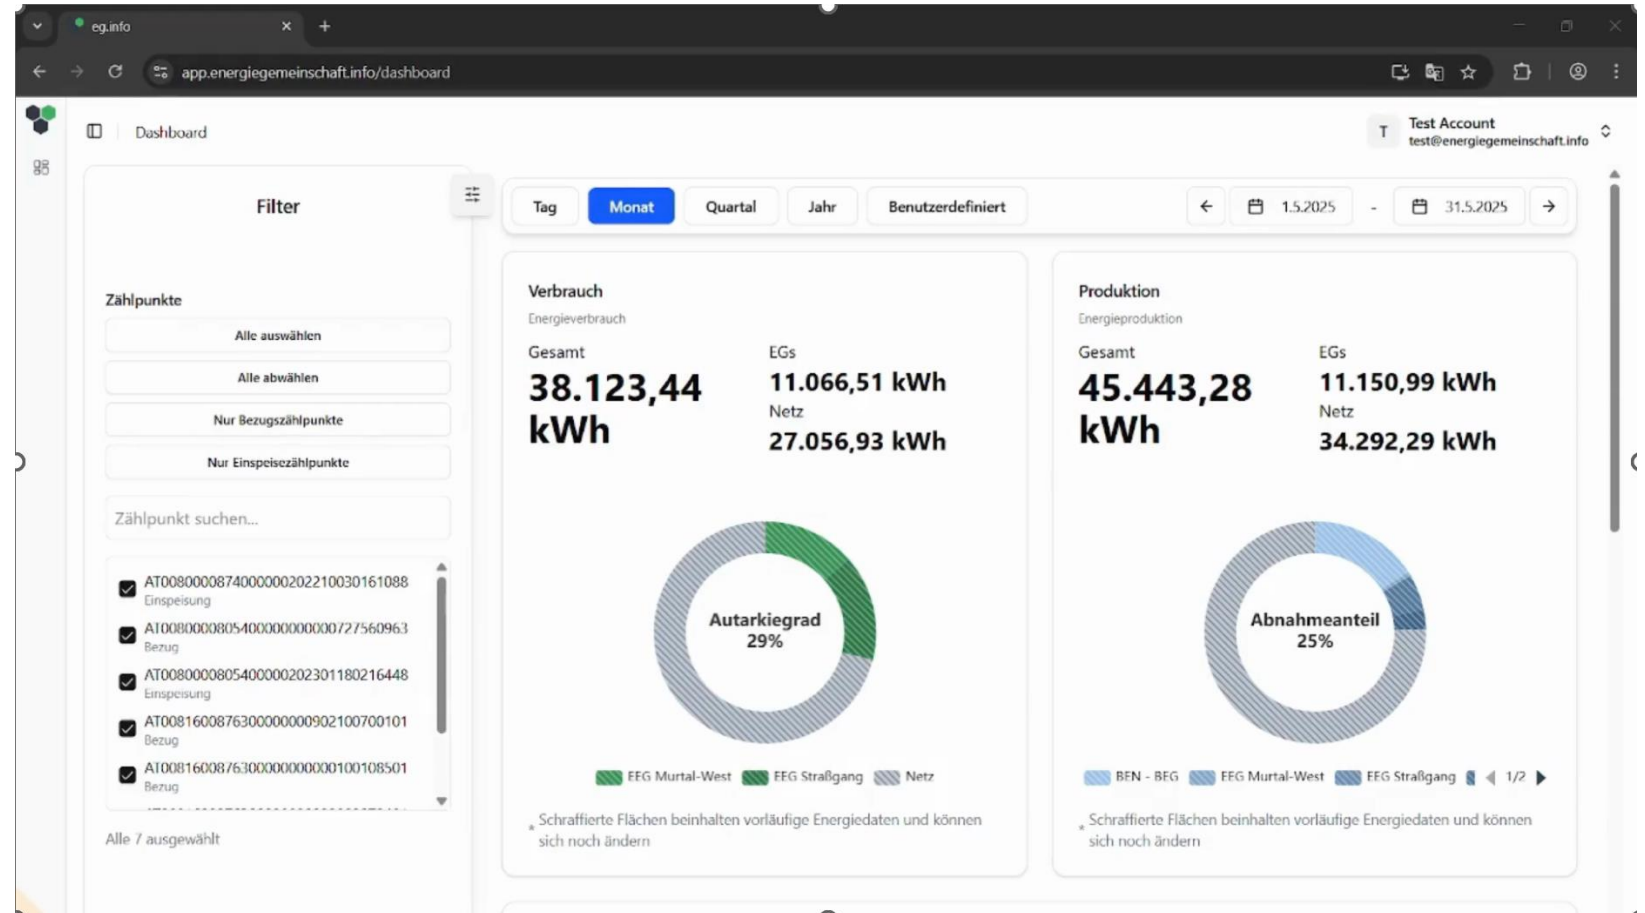 eg.info
app.energiegemeinschaft.info/dashboard
Dashboard
T
Test Account
test@energiegemeinschaft.info
Filter
Zählpunkte
Alle auswählen
Alle abwählen
Nur Bezugszählpunkte
Nur Einspeisezählpunkte
Zählpunkt suchen...
AT0080000874000000202210030161088
Einspeisung
AT0080000805400000000000727560963
Bezug
AT0080000805400000202301180216448
Einspeisung
AT0081600876300000000902100700101
Bezug
AT0081600876300000000000100108501
Bezug
Alle 7 ausgewählt
Tag
Monat
Quartal
Jahr
Benutzerdefiniert
1.5.2025 - 31.5.2025
Verbrauch
Energieverbrauch
Gesamt
38.123,44
kWh
EGs
11.066,51 kWh
Netz
27.056,93 kWh
Autarkiegrad
29%
EEG Murtal-West EEG Straßgang Netz
* Schraffierte Flächen beinhalten vorläufige Energiedaten und können
sich noch ändern
Produktion
Energieproduktion
Gesamt
45.443,28
kWh
EGs
11.150,99 kWh
Netz
34.292,29 kWh
Abnahmeanteil
25%
BEN - BEG EEG Murtal-West EEG Straßgang 1/2
* Schraffierte Flächen beinhalten vorläufige Energiedaten und können
sich noch ändern